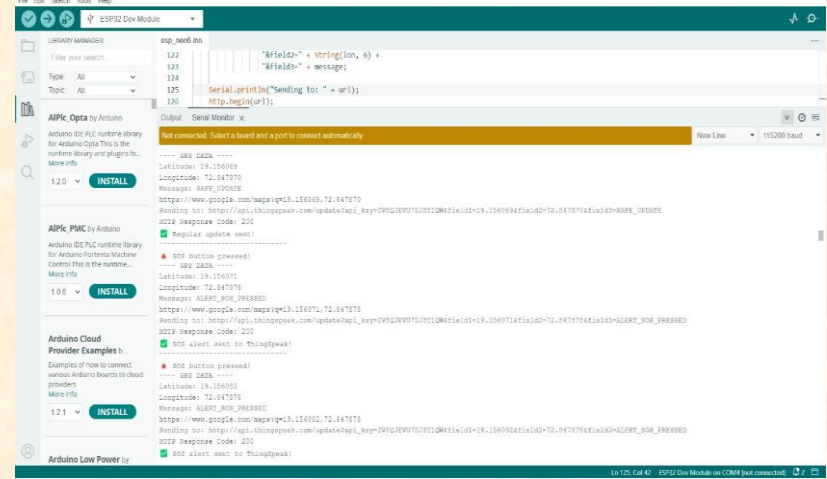 File Edit Sketch Tools Help
ESP32 Dev Module
LIBRARY MANAGER
Filter your search...
Type: All
Topic: All
AIPlc_Opta by Arduino
Arduino IDE PLC runtime library
for Arduino Opta This is the
runtime library and plugins fo...
More info
1.2.0 INSTALL
AIPlc_PMC by Arduino
Arduino IDE PLC runtime library
for Arduino Portenta Machine
Control This is the runtime...
More info
1.0.6 INSTALL
Arduino Cloud
Provider Examples b...
Examples of how to connect
various Arduino boards to cloud
providers
More info
1.2.1 INSTALL
Arduino Low Power by
esp_neo6.ino
122 "&field2=" + String(lon, 6) +
123 "&field3=" + message;
124
125 Serial.println("Sending to: " + url);
126 http.begin(url);
Output Serial Monitor x
Not connected. Select a board and a port to connect automatically.
New Line 115200 baud
---- GPS DATA ----
Latitude: 19.156069
Longitude: 72.847870
Message: SAFE_UPDATE
https://www.google.com/maps?q=19.156069,72.847870
HTTP Response Code: 200
✅ Regular update sent!
------------------------------
🚨 SOS button pressed!
---- GPS DATA ----
Latitude: 19.156071
Longitude: 72.847878
Message: ALERT_SOS_PRESSED
https://www.google.com/maps?q=19.156071,72.847878
HTTP Response Code: 200
✅ SOS alert sent to ThingSpeak!
------------------------------
🚨 SOS button pressed!
---- GPS DATA ----
Latitude: 19.156082
Longitude: 72.847878
Message: ALERT_SOS_PRESSED
https://www.google.com/maps?q=19.156082,72.847878
HTTP Response Code: 200
✅ SOS alert sent to ThingSpeak!
Ln 125, Col 42 ESP32 Dev Module on COM4 [not connected] 2